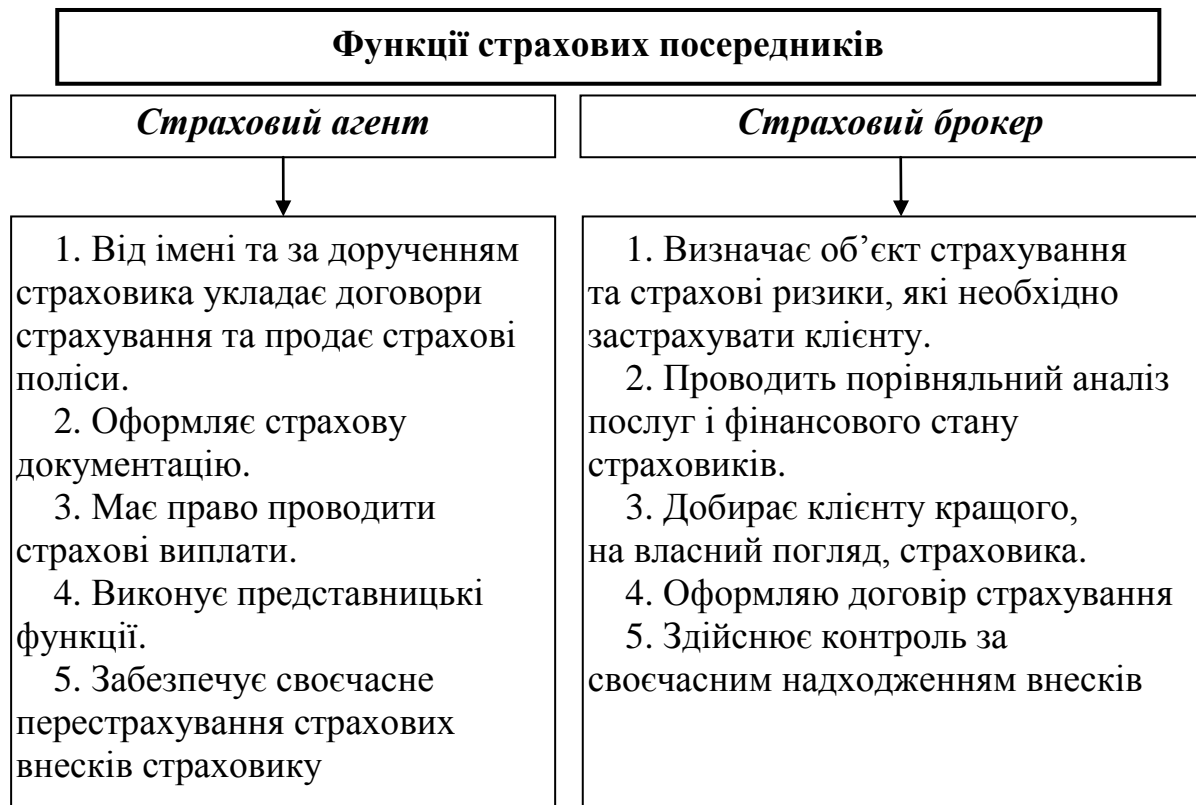 Функції страхових посередників
Страховий агент
1. Від імені та за дорученням
страховика укладає договори
страхування та продає страхові
поліси.
2. Оформляє страхову
документацію.
3. Має право проводити
страхові виплати.
4. Виконує представницькі
функції.
5. Забезпечує своєчасне
перестрахування страхових
внесків страховику
Страховий брокер
1. Визначає об’єкт страхування
та страхові ризики, які необхідно
застрахувати клієнту.
2. Проводить порівняльний аналіз
послуг і фінансового стану
страховиків.
3. Добирає клієнту кращого,
на власний погляд, страховика.
4. Оформляю договір страхування
5. Здійснює контроль за
своєчасним надходженням внесків